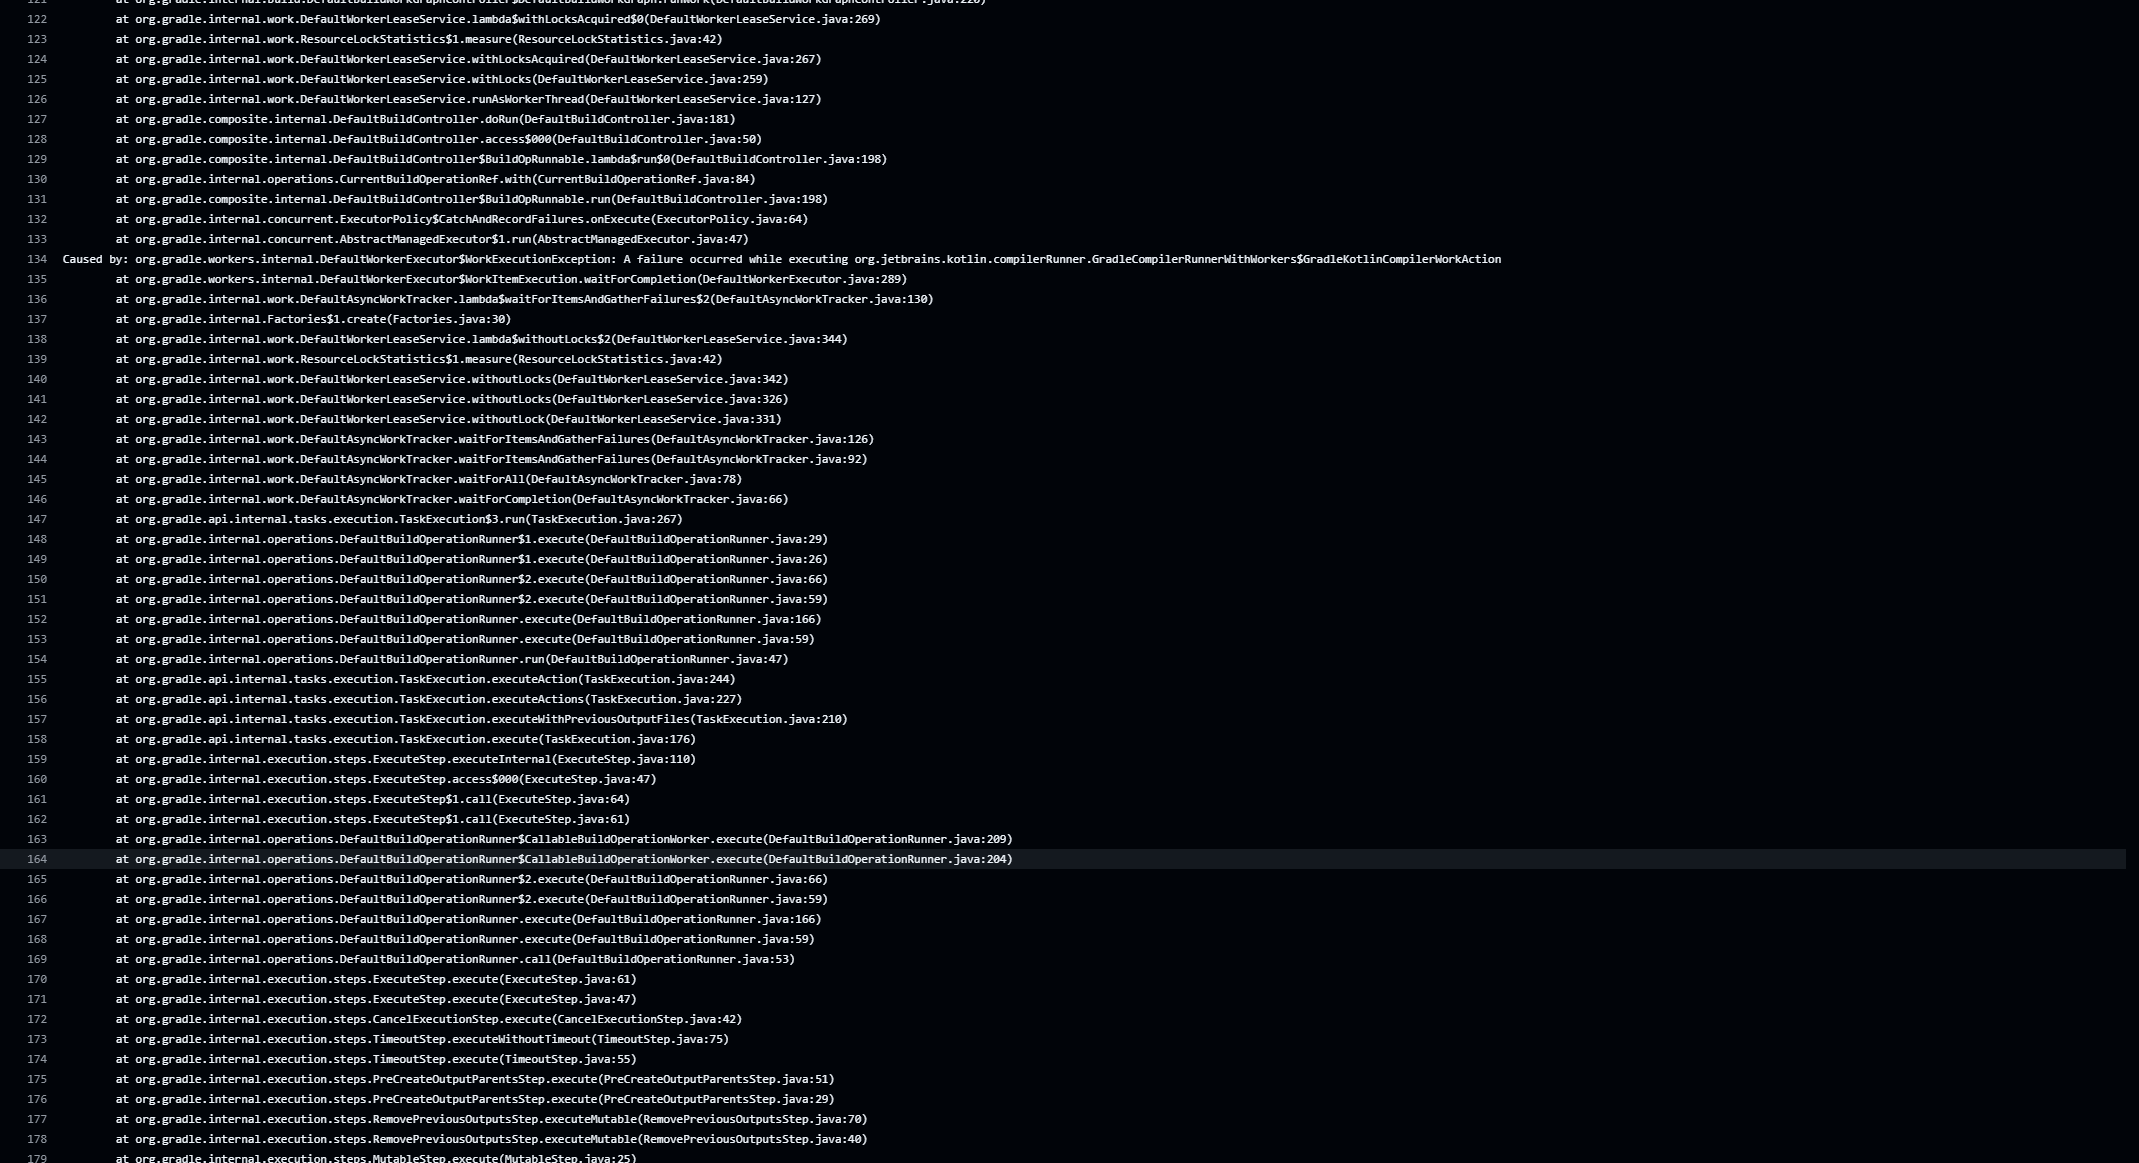 121 at org.gradle.internal.build.DefaultBuildWorkGraphController$DefaultBuildWorkGraph.runWork(DefaultBuildWorkGraphController.java:220)
122 at org.gradle.internal.work.DefaultWorkerLeaseService.lambda$withLocksAcquired$0(DefaultWorkerLeaseService.java:269)
123 at org.gradle.internal.work.ResourceLockStatistics$1.measure(ResourceLockStatistics.java:42)
124 at org.gradle.internal.work.DefaultWorkerLeaseService.withLocksAcquired(DefaultWorkerLeaseService.java:267)
125 at org.gradle.internal.work.DefaultWorkerLeaseService.withLocks(DefaultWorkerLeaseService.java:259)
126 at org.gradle.internal.work.DefaultWorkerLeaseService.runAsWorkerThread(DefaultWorkerLeaseService.java:127)
127 at org.gradle.composite.internal.DefaultBuildController.doRun(DefaultBuildController.java:181)
128 at org.gradle.composite.internal.DefaultBuildController.access$000(DefaultBuildController.java:50)
129 at org.gradle.composite.internal.DefaultBuildController$BuildOpRunnable.lambda$run$0(DefaultBuildController.java:198)
130 at org.gradle.internal.operations.CurrentBuildOperationRef.with(CurrentBuildOperationRef.java:84)
131 at org.gradle.composite.internal.DefaultBuildController$BuildOpRunnable.run(DefaultBuildController.java:198)
132 at org.gradle.internal.concurrent.ExecutorPolicy$CatchAndRecordFailures.onExecute(ExecutorPolicy.java:64)
133 at org.gradle.internal.concurrent.AbstractManagedExecutor$1.run(AbstractManagedExecutor.java:47)
134 Caused by: org.gradle.workers.internal.DefaultWorkerExecutor$WorkExecutionException: A failure occurred while executing org.jetbrains.kotlin.compilerRunner.GradleCompilerRunnerWithWorkers$GradleKotlinCompilerWorkAction
135 at org.gradle.workers.internal.DefaultWorkerExecutor$WorkItemExecution.waitForCompletion(DefaultWorkerExecutor.java:289)
136 at org.gradle.internal.work.DefaultAsyncWorkTracker.lambda$waitForItemsAndGatherFailures$2(DefaultAsyncWorkTracker.java:130)
137 at org.gradle.internal.Factories$1.create(Factories.java:30)
138 at org.gradle.internal.work.DefaultWorkerLeaseService.lambda$withoutLocks$2(DefaultWorkerLeaseService.java:344)
139 at org.gradle.internal.work.ResourceLockStatistics$1.measure(ResourceLockStatistics.java:42)
140 at org.gradle.internal.work.DefaultWorkerLeaseService.withoutLocks(DefaultWorkerLeaseService.java:342)
141 at org.gradle.internal.work.DefaultWorkerLeaseService.withoutLocks(DefaultWorkerLeaseService.java:326)
142 at org.gradle.internal.work.DefaultWorkerLeaseService.withoutLock(DefaultWorkerLeaseService.java:331)
143 at org.gradle.internal.work.DefaultAsyncWorkTracker.waitForItemsAndGatherFailures(DefaultAsyncWorkTracker.java:126)
144 at org.gradle.internal.work.DefaultAsyncWorkTracker.waitForItemsAndGatherFailures(DefaultAsyncWorkTracker.java:92)
145 at org.gradle.internal.work.DefaultAsyncWorkTracker.waitForAll(DefaultAsyncWorkTracker.java:78)
146 at org.gradle.internal.work.DefaultAsyncWorkTracker.waitForCompletion(DefaultAsyncWorkTracker.java:66)
147 at org.gradle.api.internal.tasks.execution.TaskExecution$3.run(TaskExecution.java:267)
148 at org.gradle.internal.operations.DefaultBuildOperationRunner$1.execute(DefaultBuildOperationRunner.java:29)
149 at org.gradle.internal.operations.DefaultBuildOperationRunner$1.execute(DefaultBuildOperationRunner.java:26)
150 at org.gradle.internal.operations.DefaultBuildOperationRunner$2.execute(DefaultBuildOperationRunner.java:66)
151 at org.gradle.internal.operations.DefaultBuildOperationRunner$2.execute(DefaultBuildOperationRunner.java:59)
152 at org.gradle.internal.operations.DefaultBuildOperationRunner.execute(DefaultBuildOperationRunner.java:166)
153 at org.gradle.internal.operations.DefaultBuildOperationRunner.execute(DefaultBuildOperationRunner.java:59)
154 at org.gradle.internal.operations.DefaultBuildOperationRunner.run(DefaultBuildOperationRunner.java:47)
155 at org.gradle.api.internal.tasks.execution.TaskExecution.executeAction(TaskExecution.java:244)
156 at org.gradle.api.internal.tasks.execution.TaskExecution.executeActions(TaskExecution.java:227)
157 at org.gradle.api.internal.tasks.execution.TaskExecution.executeWithPreviousOutputFiles(TaskExecution.java:210)
158 at org.gradle.api.internal.tasks.execution.TaskExecution.execute(TaskExecution.java:176)
159 at org.gradle.internal.execution.steps.ExecuteStep.executeInternal(ExecuteStep.java:110)
160 at org.gradle.internal.execution.steps.ExecuteStep.access$000(ExecuteStep.java:47)
161 at org.gradle.internal.execution.steps.ExecuteStep$1.call(ExecuteStep.java:64)
162 at org.gradle.internal.execution.steps.ExecuteStep$1.call(ExecuteStep.java:61)
163 at org.gradle.internal.operations.DefaultBuildOperationRunner$CallableBuildOperationWorker.execute(DefaultBuildOperationRunner.java:209)
164 at org.gradle.internal.operations.DefaultBuildOperationRunner$CallableBuildOperationWorker.execute(DefaultBuildOperationRunner.java:204)
165 at org.gradle.internal.operations.DefaultBuildOperationRunner$2.execute(DefaultBuildOperationRunner.java:66)
166 at org.gradle.internal.operations.DefaultBuildOperationRunner$2.execute(DefaultBuildOperationRunner.java:59)
167 at org.gradle.internal.operations.DefaultBuildOperationRunner.execute(DefaultBuildOperationRunner.java:166)
168 at org.gradle.internal.operations.DefaultBuildOperationRunner.execute(DefaultBuildOperationRunner.java:59)
169 at org.gradle.internal.operations.DefaultBuildOperationRunner.call(DefaultBuildOperationRunner.java:53)
170 at org.gradle.internal.execution.steps.ExecuteStep.execute(ExecuteStep.java:61)
171 at org.gradle.internal.execution.steps.ExecuteStep.execute(ExecuteStep.java:47)
172 at org.gradle.internal.execution.steps.CancelExecutionStep.execute(CancelExecutionStep.java:42)
173 at org.gradle.internal.execution.steps.TimeoutStep.executeWithoutTimeout(TimeoutStep.java:75)
174 at org.gradle.internal.execution.steps.TimeoutStep.execute(TimeoutStep.java:55)
175 at org.gradle.internal.execution.steps.PreCreateOutputParentsStep.execute(PreCreateOutputParentsStep.java:51)
176 at org.gradle.internal.execution.steps.PreCreateOutputParentsStep.execute(PreCreateOutputParentsStep.java:29)
177 at org.gradle.internal.execution.steps.RemovePreviousOutputsStep.executeMutable(RemovePreviousOutputsStep.java:70)
178 at org.gradle.internal.execution.steps.RemovePreviousOutputsStep.executeMutable(RemovePreviousOutputsStep.java:40)
179 at org.gradle.internal.execution.steps.MutableStep.execute(MutableStep.java:25)